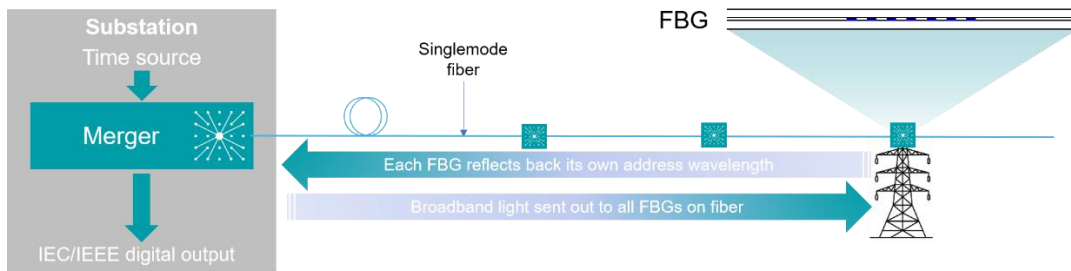 Substation
Time source
Merger
IEC/IEEE digital output
Singlemode
fiber
FBG
Each FBG reflects back its own address wavelength
Broadband light sent out to all FBGs on fiber